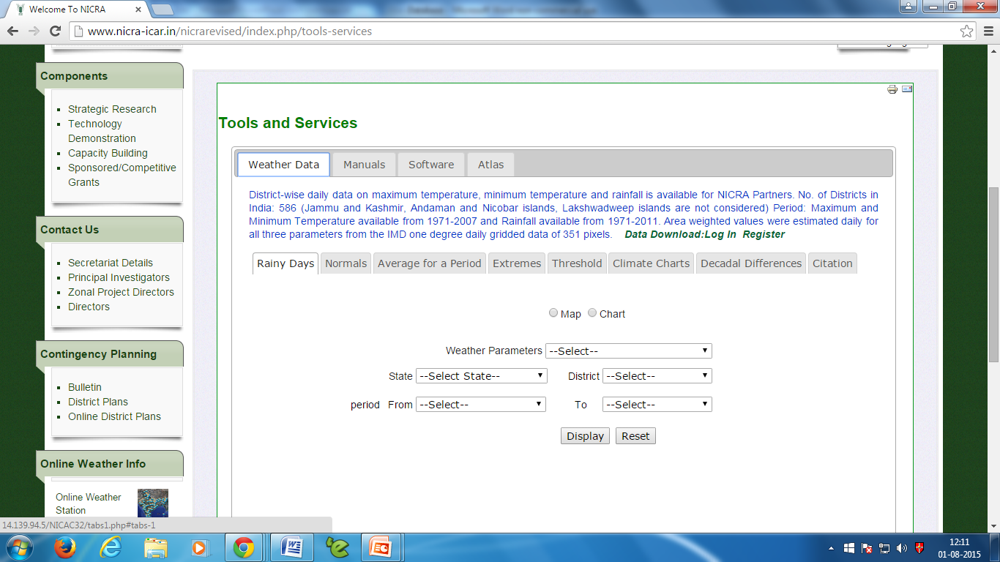 Welcome To NICRA
www.nicra-icar.in/nicrarevised/index.php/tools-services
Components
Strategic Research
Technology
Demonstration
Capacity Building
Sponsored/Competitive
Grants
Contact Us
Secretariat Details
Principal Investigators
Zonal Project Directors
Directors
Contingency Planning
Bulletin
District Plans
Online District Plans
Online Weather Info
Online Weather
Station
Tools and Services
Weather Data Manuals Software Atlas
District-wise daily data on maximum temperature, minimum temperature and rainfall is available for NICRA Partners. No. of Districts in
India: 586 (Jammu and Kashmir, Andaman and Nicobar islands, Lakshwadweep islands are not considered) Period: Maximum and
Minimum Temperature available from 1971-2007 and Rainfall available from 1971-2011. Area weighted values were estimated daily for
all three parameters from the IMD one degree daily gridded data of 351 pixels. Data Download:Log In Register
Rainy Days Normals Average for a Period Extremes Threshold Climate Charts Decadal Differences Citation
Map Chart
Weather Parameters --Select--
State --Select State-- District --Select--
period From --Select-- To --Select--
Display Reset
14.139.94.5/NICAC32/tabs1.php#tabs-1
12:11
01-08-2015